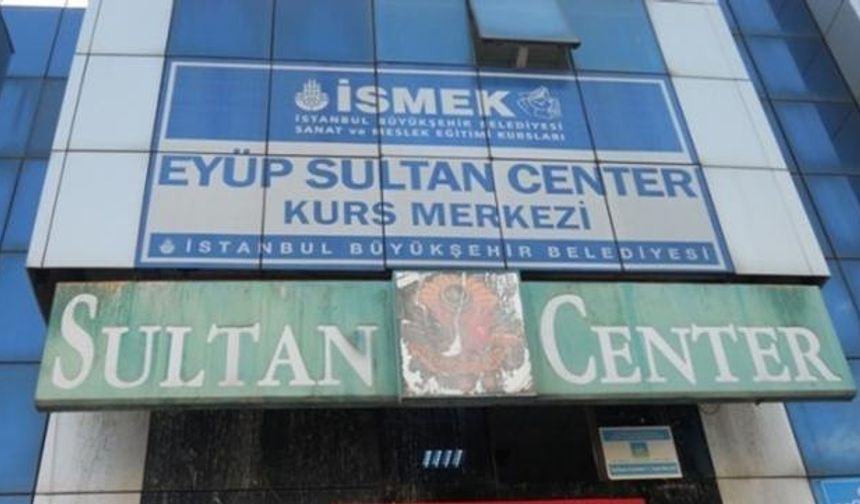 İSMEK
İSTANBUL BÜYÜKŞEHİR BELEDİYESİ
SANAT ve MESLEK EĞİTİMİ KURSLARI
EYÜP SULTAN CENTER
KURS MERKEZİ
İSTANBUL BÜYÜKŞEHİR BELEDİYESİ
SULTAN CENTER